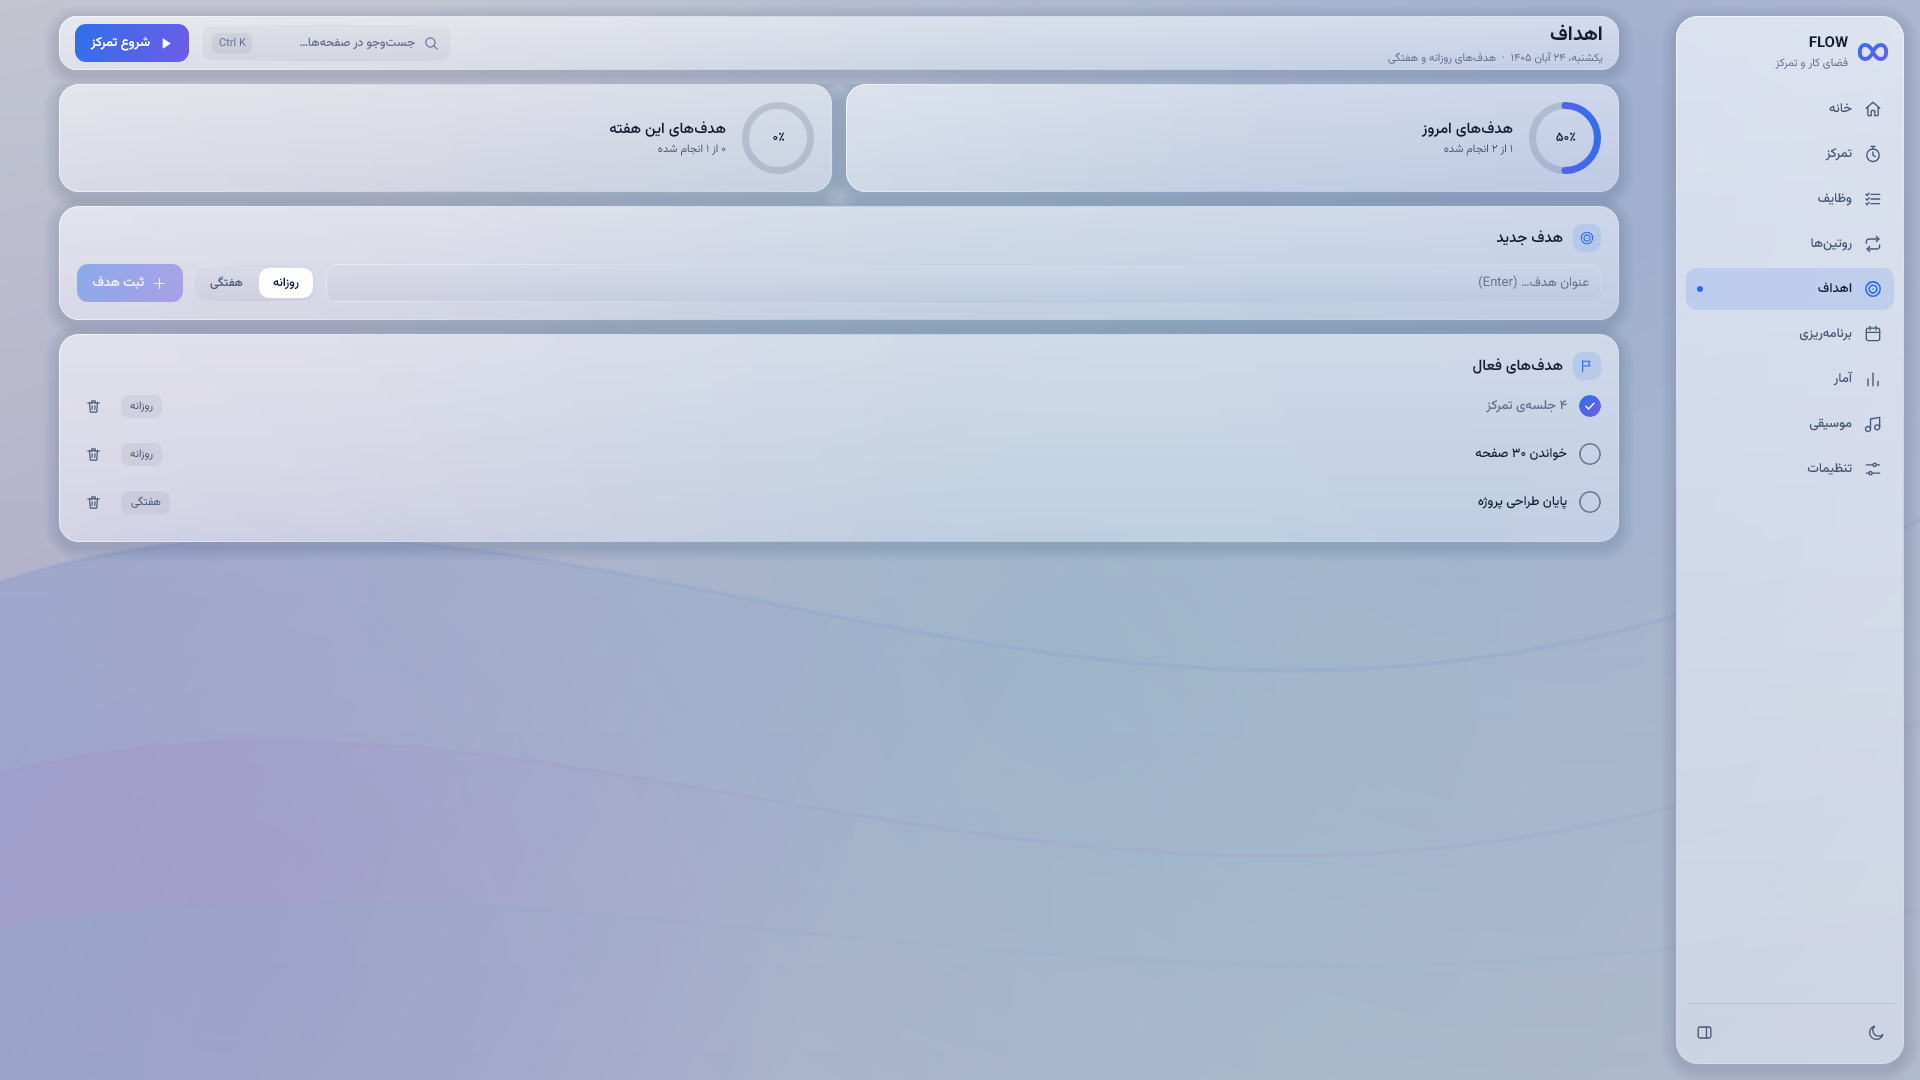 FLOW
فضای کار و تمرکز
خانه
تمرکز
وظایف
روتین‌ها
اهداف
برنامه‌ریزی
آمار
موسیقی
تنظیمات
اهداف
یکشنبه، ۲۴ آبان ۱۴۰۵ · هدف‌های روزانه و هفتگی
جست‌وجو در صفحه‌ها...
Ctrl K
شروع تمرکز
۵۰٪
هدف‌های امروز
۱ از ۲ انجام شده
۰٪
هدف‌های این هفته
۰ از ۱ انجام شده
هدف جدید
عنوان هدف... (Enter)
روزانه
هفتگی
ثبت هدف
هدف‌های فعال
۴ جلسه‌ی تمرکز
روزانه
خواندن ۳۰ صفحه
روزانه
پایان طراحی پروژه
هفتگی